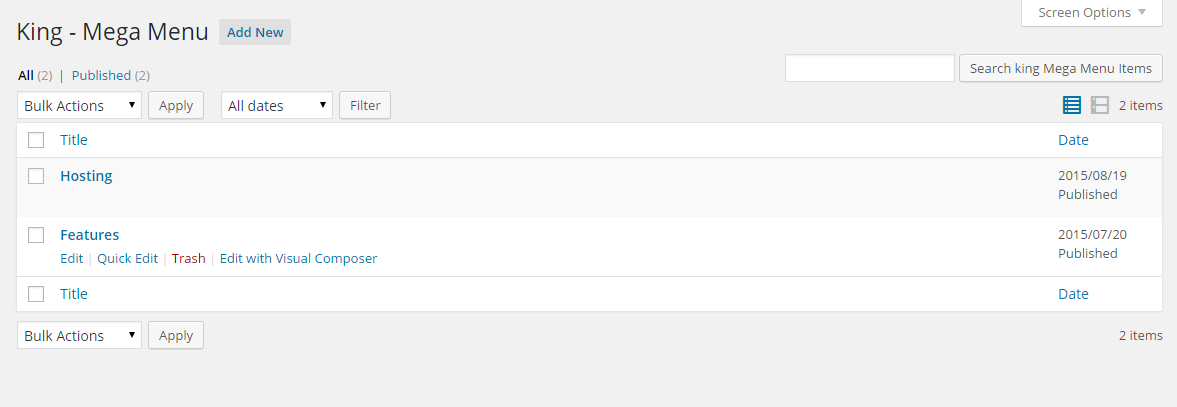 Screen Options
King - Mega Menu Add New
All (2) | Published (2)
Search king Mega Menu Items
Bulk Actions Apply All dates Filter 2 items
Title Date
Hosting 2015/08/19
Published
Features 2015/07/20
Published
Edit | Quick Edit | Trash | Edit with Visual Composer
Title Date
Bulk Actions Apply 2 items